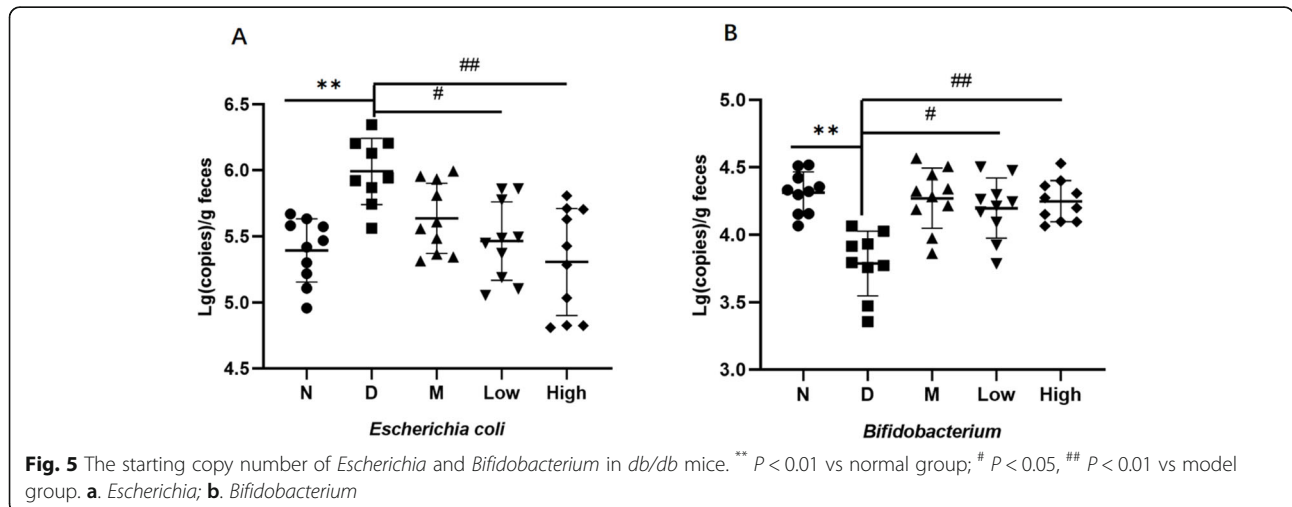 A
B
** # ##
** # ##
Lg(copies)/g feces
6.5
6.0
5.5
5.0
4.5
N D M Low High
Escherichia coli
Lg(copies)/g feces
5.0
4.5
4.0
3.5
3.0
N D M Low High
Bifidobacterium
Fig. 5 The starting copy number of Escherichia and Bifidobacterium in db/db mice. ** P < 0.01 vs normal group; # P < 0.05, ## P < 0.01 vs model
group. a. Escherichia; b. Bifidobacterium